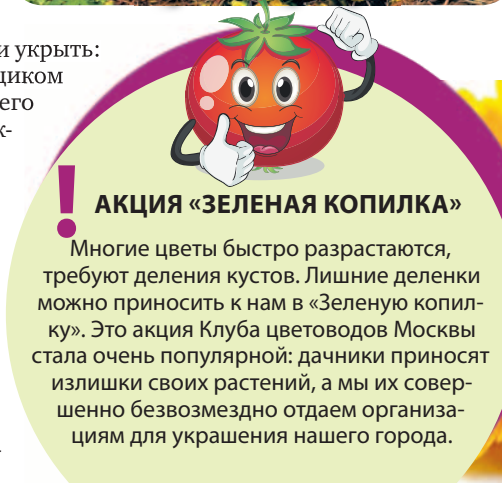 и укрыть:
щиком
его
к-
!
АКЦИЯ «ЗЕЛЕНАЯ КОПИЛКА»
Многие цветы быстро разрастаются,
требуют деления кустов. Лишние деленки
можно приносить к нам в «Зеленую копил-
ку». Это акция Клуба цветоводов Москвы
стала очень популярной: дачники приносят
излишки своих растений, а мы их совер-
шенно безвозмездно отдаем организа-
циям для украшения нашего города.